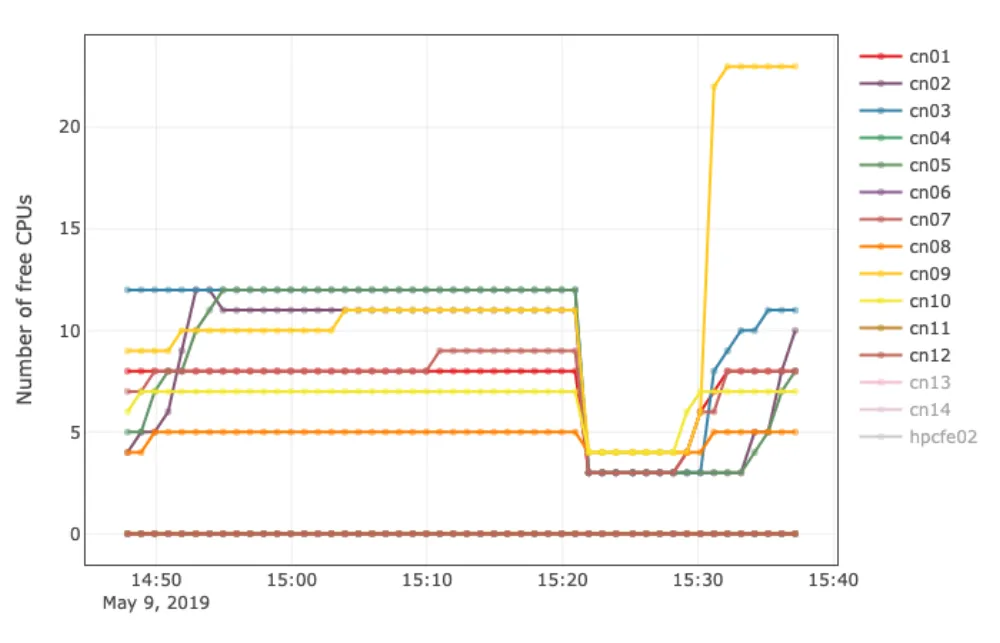 Number of free CPUs
20
15
10
5
0
14:50
15:00
15:10
15:20
15:30
15:40
May 9, 2019
cn01
cn02
cn03
cn04
cn05
cn06
cn07
cn08
cn09
cn10
cn11
cn12
cn13
cn14
hpcfe02